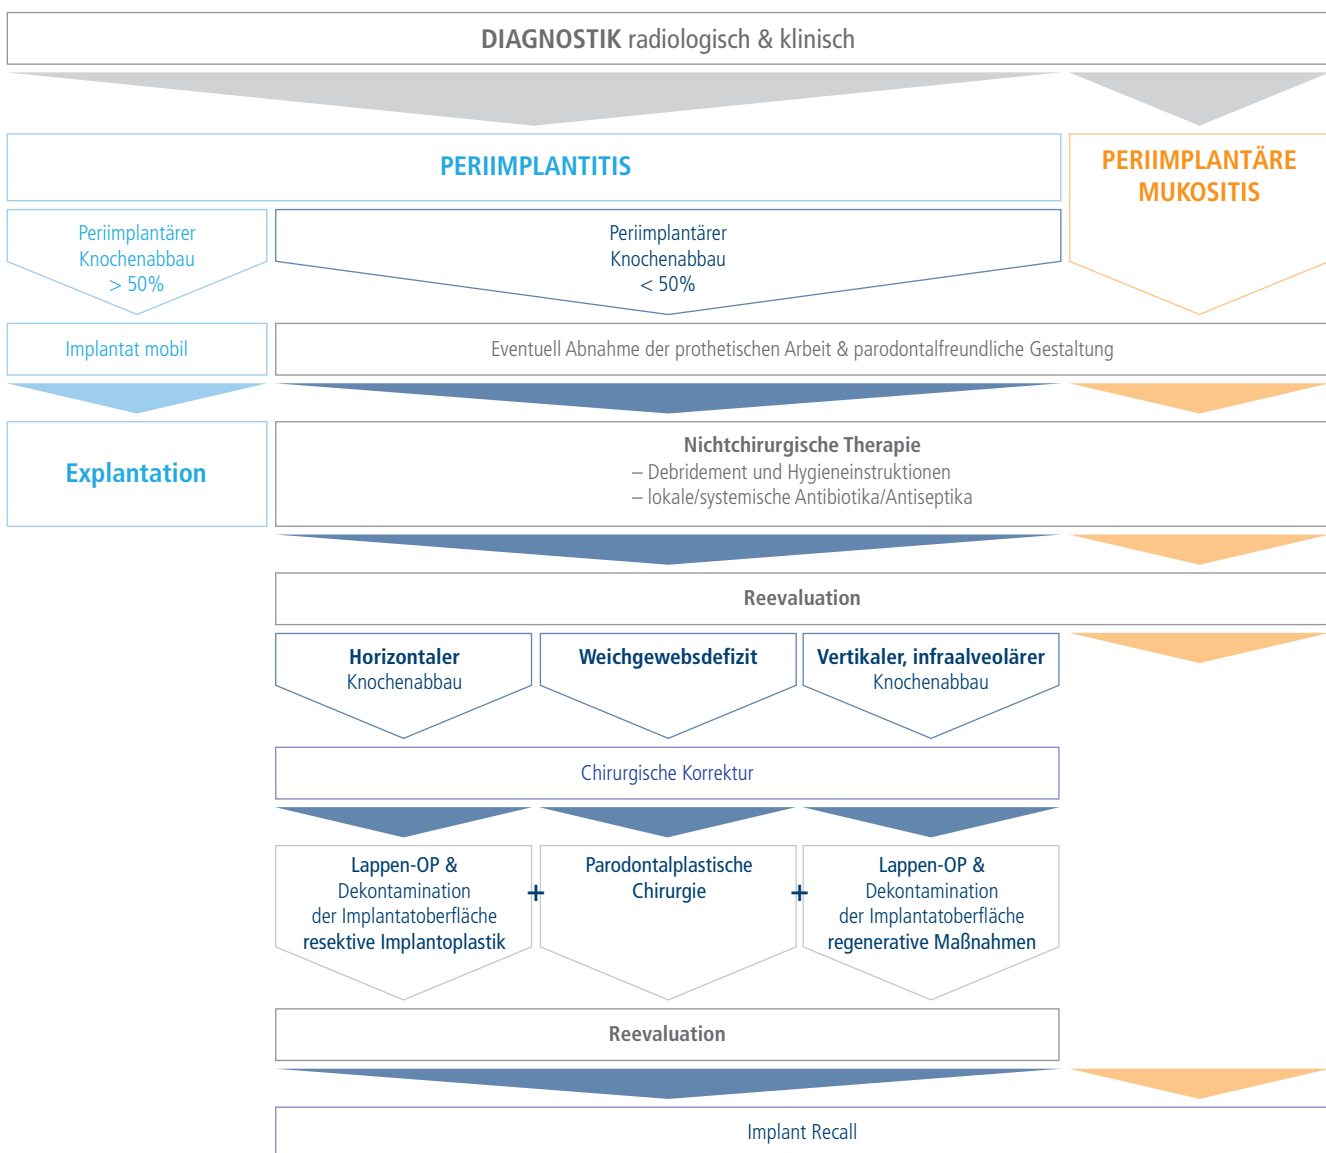 DIAGNOSTIK radiologisch & klinisch
PERIIMPLANTITIS
PERIIMPLANTÄRE
MUKOSITIS
Periimplantärer
Knochenabbau
> 50%
Periimplantärer
Knochenabbau
< 50%
Implantat mobil
Eventuell Abnahme der prothetischen Arbeit & parodontalfreundliche Gestaltung
Explantation
Nichtchirurgische Therapie
– Debridement und Hygieneinstruktionen
– lokale/systemische Antibiotika/Antiseptika
Reevaluation
Horizontaler
Knochenabbau
Weichgewebsdefizit
Vertikaler, infraalveolärer
Knochenabbau
Chirurgische Korrektur
Lappen-OP &
Dekontamination
der Implantatoberfläche
resektive Implantoplastik
+
Parodontalplastische
Chirurgie
+
Lappen-OP &
Dekontamination
der Implantatoberfläche
regenerative Maßnahmen
Reevaluation
Implant Recall